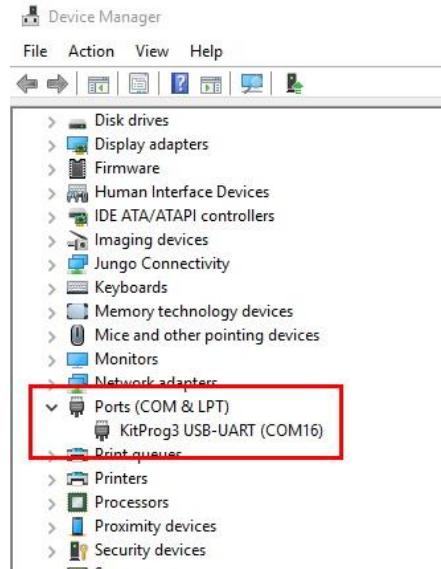 Device Manager
File Action View Help
Disk drives
Display adapters
Firmware
Human Interface Devices
IDE ATA/ATAPI controllers
Imaging devices
Jungo Connectivity
Keyboards
Memory technology devices
Mice and other pointing devices
Monitors
Network adapters
Ports (COM & LPT)
KitProg3 USB-UART (COM16)
Print queues
Printers
Processors
Proximity devices
Security devices